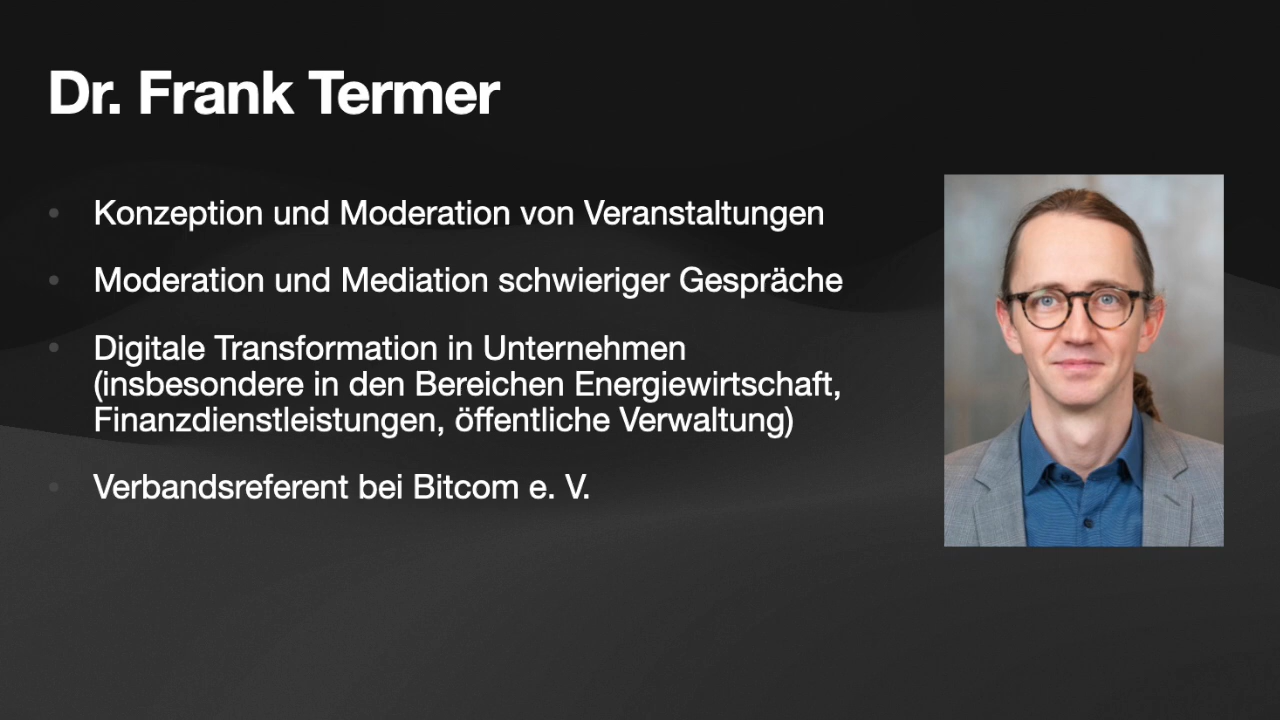 Dr. Frank Termer
Konzeption und Moderation von Veranstaltungen
Moderation und Mediation schwieriger Gespräche
Digitale Transformation in Unternehmen
(insbesondere in den Bereichen Energiewirtschaft,
Finanzdienstleistungen, öffentliche Verwaltung)
Verbandsreferent bei Bitcom e. V.